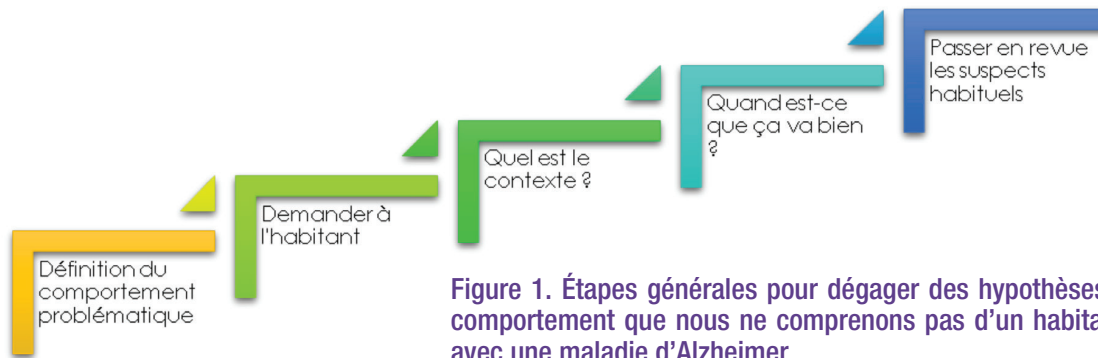 Définition du
comportement
problématique
Demander à
l'habitant
Quel est le
contexte ?
Quand est-ce
que ça va bien
?
Passer en revue
les suspects
habituels
Figure 1. Étapes générales pour dégager des hypothèses
comportement que nous ne comprenons pas d'un habita
avec une maladie d'Alzheimer